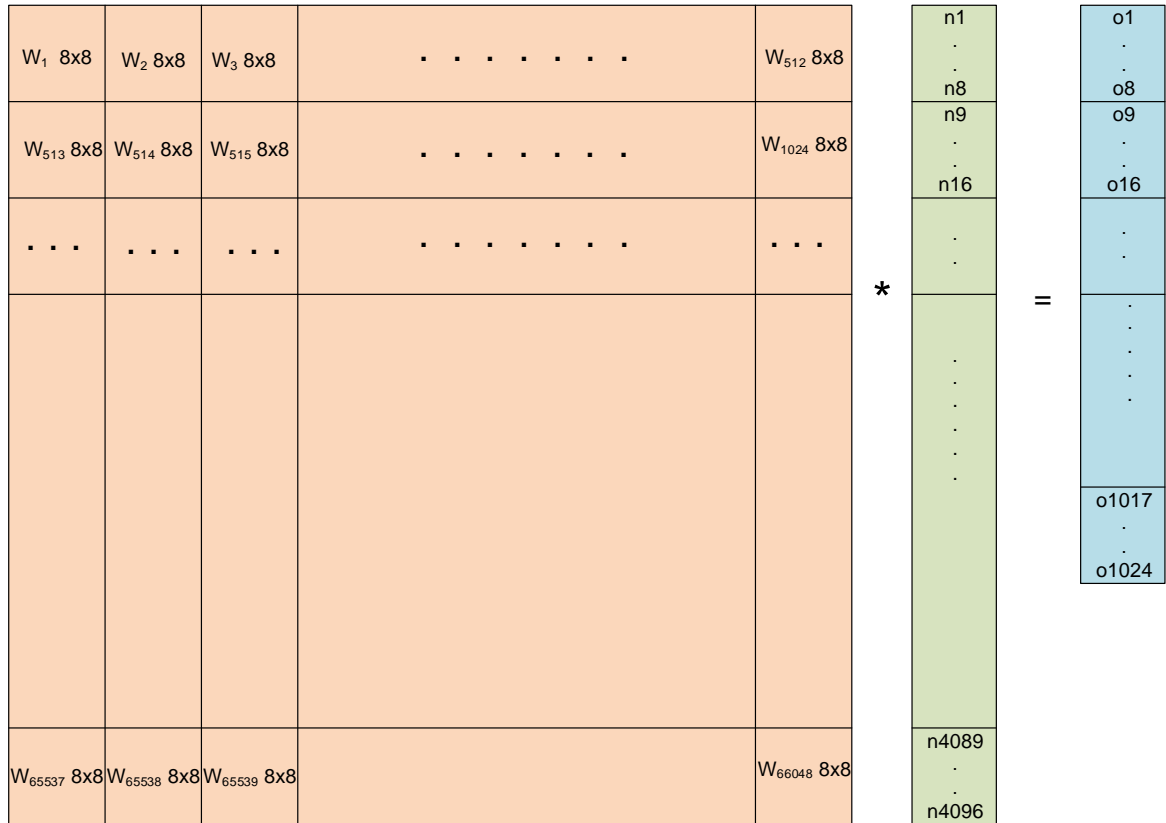 W₁ 8x8 W₂ 8x8 W₃ 8x8 . . . . . . . W₅₁₂ 8x8
W₅₁₃ 8x8 W₅₁₄ 8x8 W₅₁₅ 8x8 . . . . . . . W₁₀₂₄ 8x8
. . . . . . . . . . . . . . . . . . .
W₆₅₅₃₇ 8x8 W₆₅₅₃₈ 8x8 W₆₅₅₃₉ 8x8 W₆₆₀₄₈ 8x8
*
n1
.
.
n8
n9
.
.
n16
.
.
.
.
.
.
.
.
n4089
.
.
n4096
=
o1
.
.
o8
o9
.
.
o16
.
.
.
.
.
.
.
o1017
.
.
o1024